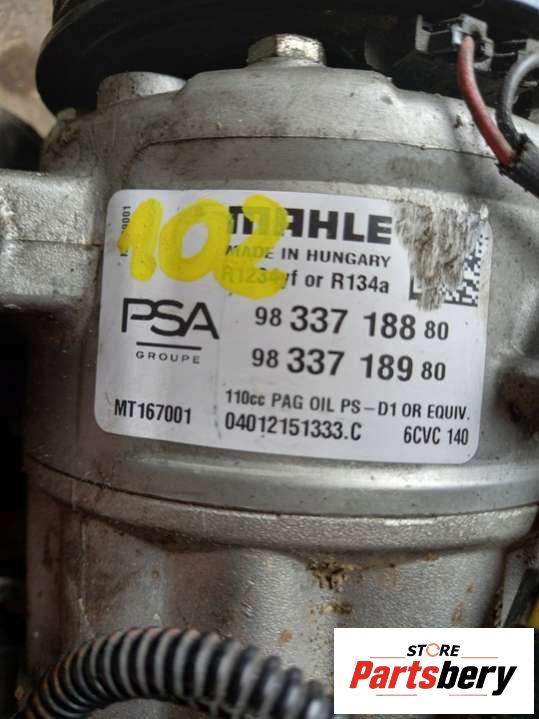 103
MAHLE
MADE IN HUNGARY
R1234yf or R134a
PSA
GROUPE
98 337 188 80
98 337 189 80
110cc PAG OIL PS-D1 OR EQUIV.
MT167001 04012151333.C 6CVC 140
STORE
Partsbery